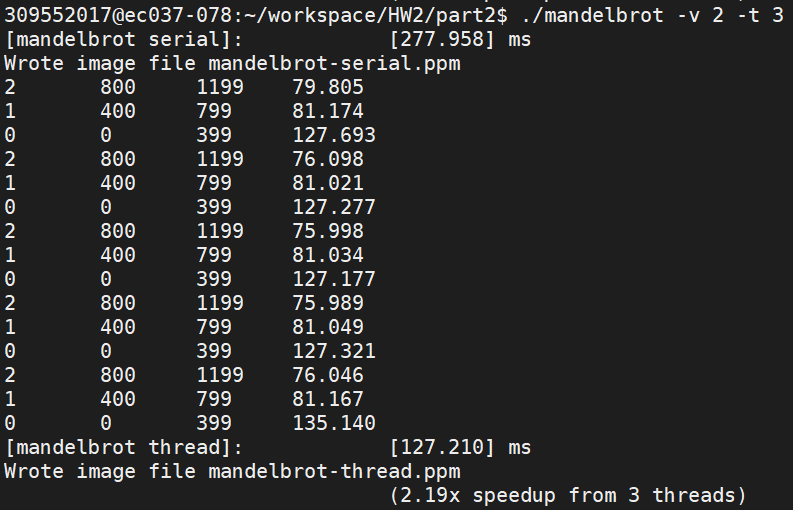 309552017@ec037-078:~/workspace/HW2/part2$ ./mandelbrot -v 2 -t 3
[mandelbrot serial]:            [277.958] ms
Wrote image file mandelbrot-serial.ppm
2       800     1199    79.805
1       400     799     81.174
0       0       399     127.693
2       800     1199    76.098
1       400     799     81.021
0       0       399     127.277
2       800     1199    75.998
1       400     799     81.034
0       0       399     127.177
2       800     1199    75.989
1       400     799     81.049
0       0       399     127.321
2       800     1199    76.046
1       400     799     81.167
0       0       399     135.140
[mandelbrot thread]:            [127.210] ms
Wrote image file mandelbrot-thread.ppm
                                (2.19x speedup from 3 threads)